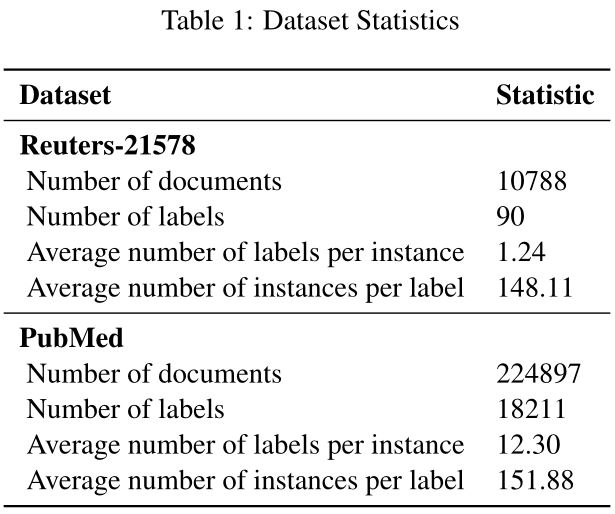 Table 1: Dataset Statistics
Dataset Statistic
Reuters-21578
Number of documents 10788
Number of labels 90
Average number of labels per instance 1.24
Average number of instances per label 148.11
PubMed
Number of documents 224897
Number of labels 18211
Average number of labels per instance 12.30
Average number of instances per label 151.88